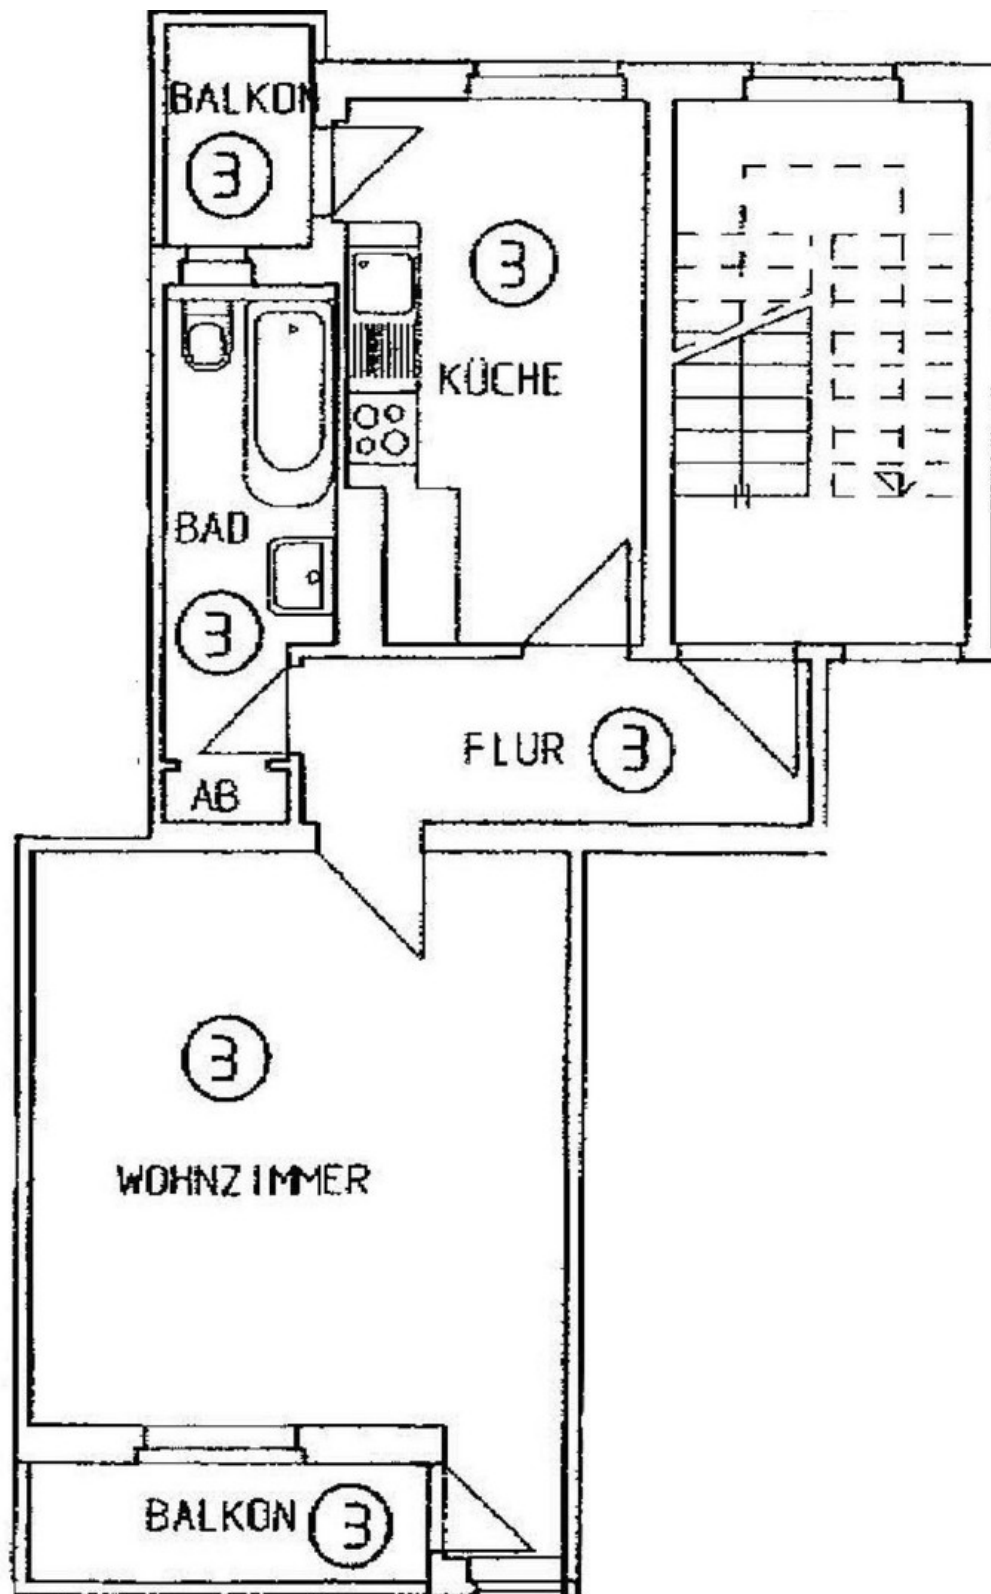 BALKON
3
3
KÜCHE
BAD
3
FLUR 3
AB
3
WOHNZIMMER
BALKON 3